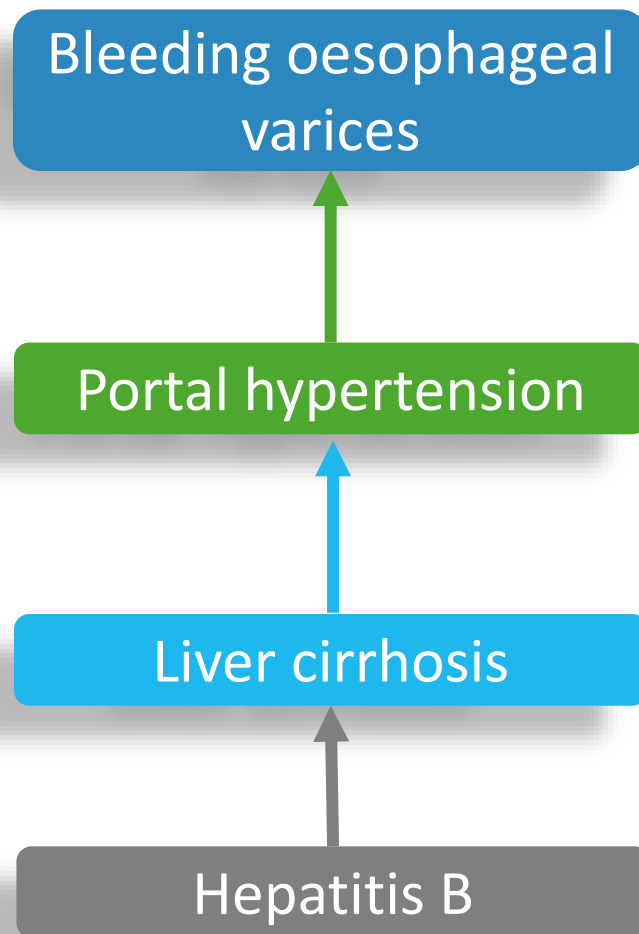 Bleeding oesophageal
varices
Portal hypertension
Liver cirrhosis
Hepatitis B